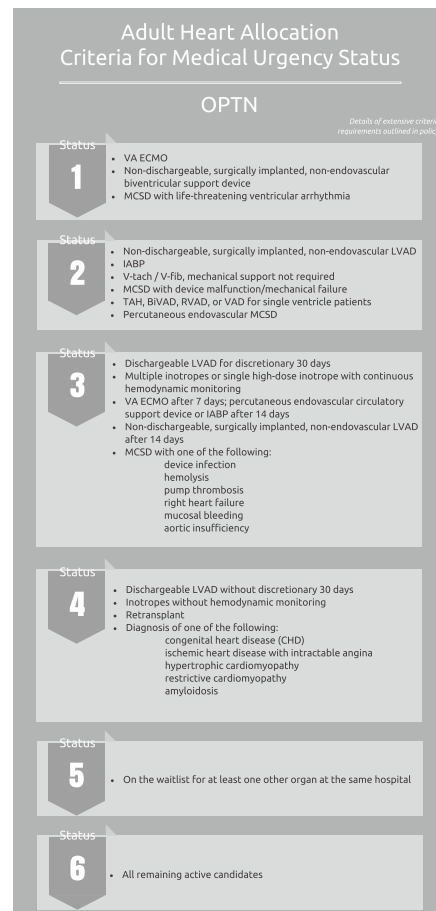 Adult Heart Allocation
Criteria for Medical Urgency Status
OPTN
Details of extensive criteria
requirements outlined in policy
Status
1
• VA ECMO
• Non-dischargeable, surgically implanted, non-endovascular
biventricular support device
• MCSD with life-threatening ventricular arrhythmia
Status
2
• Non-dischargeable, surgically implanted, non-endovascular LVAD
• IABP
• V-tach / V-fib, mechanical support not required
• MCSD with device malfunction/mechanical failure
• TAH, BiVAD, RVAD, or VAD for single ventricle patients
• Percutaneous endovascular MCSD
Status
3
• Dischargeable LVAD for discretionary 30 days
• Multiple inotropes or single high-dose inotrope with continuous
hemodynamic monitoring
• VA ECMO after 7 days; percutaneous endovascular circulatory
support device or IABP after 14 days
• Non-dischargeable, surgically implanted, non-endovascular LVAD
after 14 days
• MCSD with one of the following:
device infection
hemolysis
pump thrombosis
right heart failure
mucosal bleeding
aortic insufficiency
Status
4
• Dischargeable LVAD without discretionary 30 days
• Inotropes without hemodynamic monitoring
• Retransplant
• Diagnosis of one of the following:
congenital heart disease (CHD)
ischemic heart disease with intractable angina
hypertrophic cardiomyopathy
restrictive cardiomyopathy
amyloidosis
Status
5
• On the waitlist for at least one other organ at the same hospital
Status
6
• All remaining active candidates